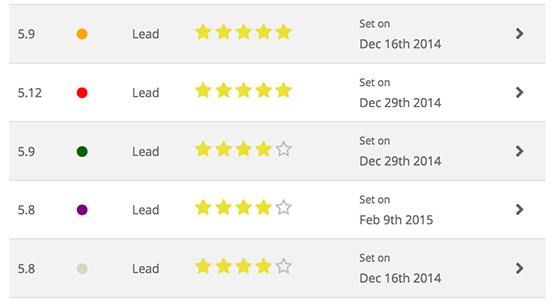 5.9 Lead Set on
Dec 16th 2014
5.12 Lead Set on
Dec 29th 2014
5.9 Lead Set on
Dec 29th 2014
5.8 Lead Set on
Feb 9th 2015
5.8 Lead Set on
Dec 16th 2014